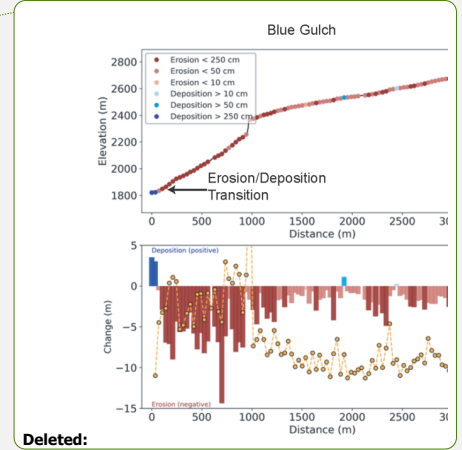 Blue Gulch
2800
2600
2400
2200
2000
1800
Elevation (m)
Erosion < 250 cm
Erosion < 50 cm
Erosion < 10 cm
Deposition > 10 cm
Deposition > 50 cm
Deposition > 250 cm
Erosion/Deposition
Transition
0 500 1000 1500 2000 2500 3
Distance (m)
5
0
−5
−10
−15
Change (m)
Deposition (positive)
Erosion (negative)
0 500 1000 1500 2000 2500 3
Distance (m)
Deleted: